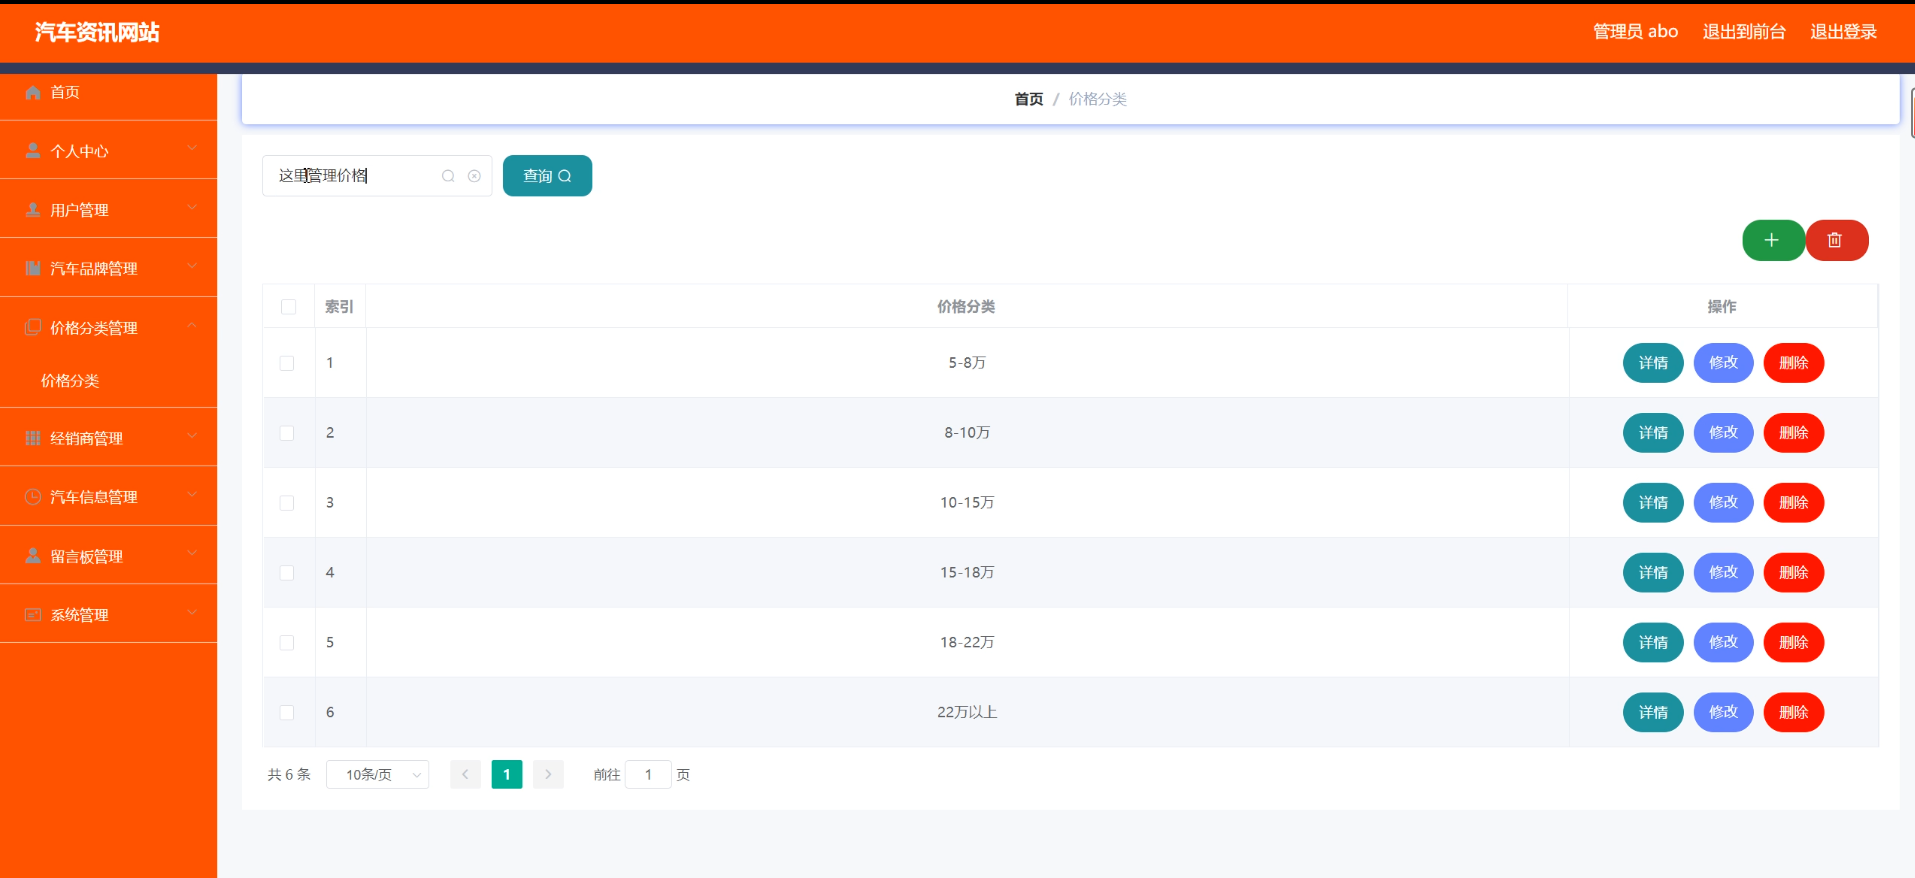 汽车资讯网站
管理员 abo 退出到前台 退出登录
首页
个人中心
用户管理
汽车品牌管理
价格分类管理
价格分类
经销商管理
汽车信息管理
留言板管理
系统管理
首页 / 价格分类
这里管理价格 查询
索引 价格分类 操作
1 5-8万 详情 修改 删除
2 8-10万 详情 修改 删除
3 10-15万 详情 修改 删除
4 15-18万 详情 修改 删除
5 18-22万 详情 修改 删除
6 22万以上 详情 修改 删除
共 6 条 10条/页 1 前往 1 页